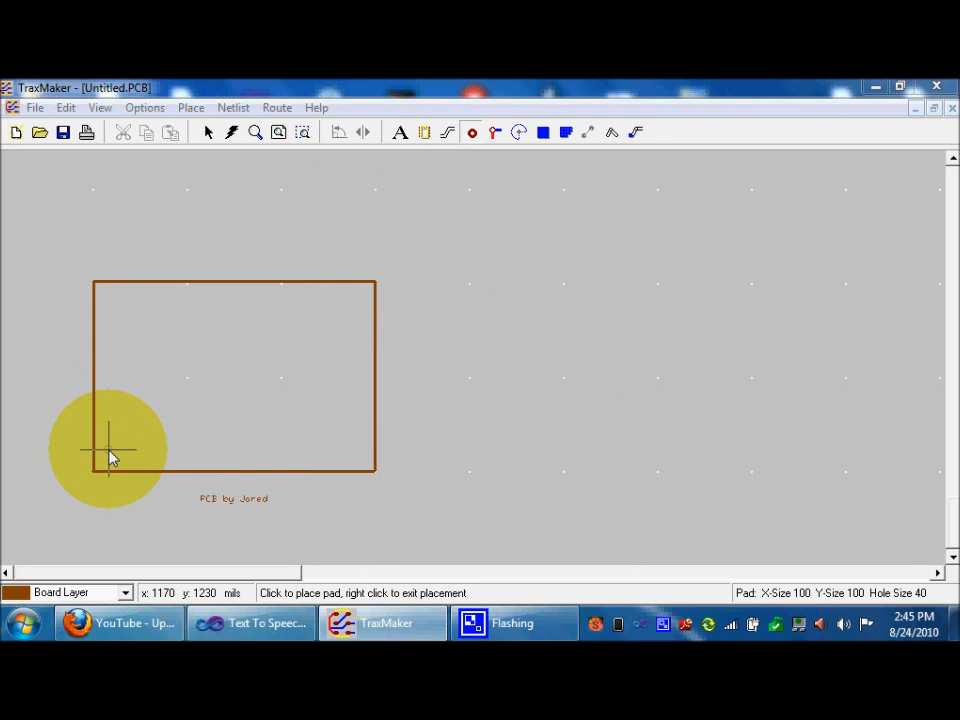 TraxMaker - [Untitled.PCB]
File Edit View Options Place Netlist Route Help
PCB by Jared
Board Layer x: 1170 y: 1230 mils Click to place pad, right click to exit placement Pad: X-Size 100 Y-Size 100 Hole Size 40
YouTube - Up... Text To Speec... TraxMaker Flashing 2:45 PM
8/24/2010